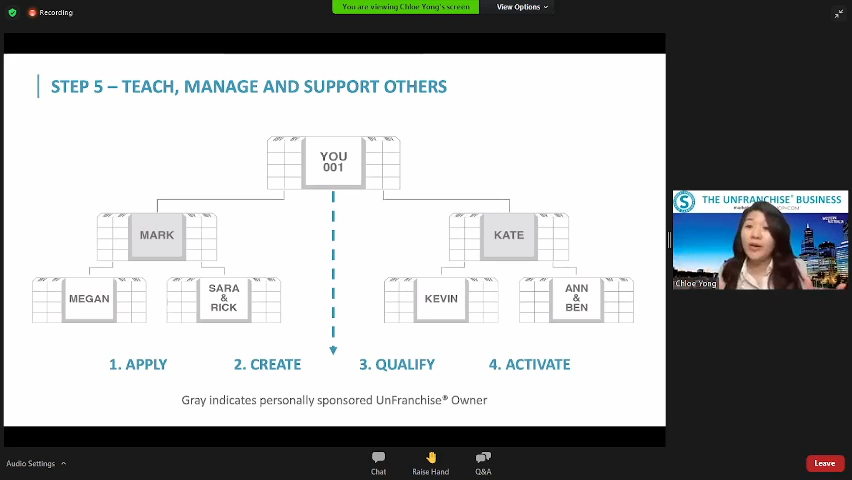 Recording
You are viewing Chloe Yong's screen
View Options
STEP 5 – TEACH, MANAGE AND SUPPORT OTHERS
YOU
001
MARK
KATE
MEGAN
SARA
&
RICK
KEVIN
ANN
&
BEN
1. APPLY
2. CREATE
3. QUALIFY
4. ACTIVATE
Gray indicates personally sponsored UnFranchise® Owner
THE UNFRANCHISE® BUSINESS
Chloe Yong
Audio Settings
Chat
Raise Hand
Q&A
Leave